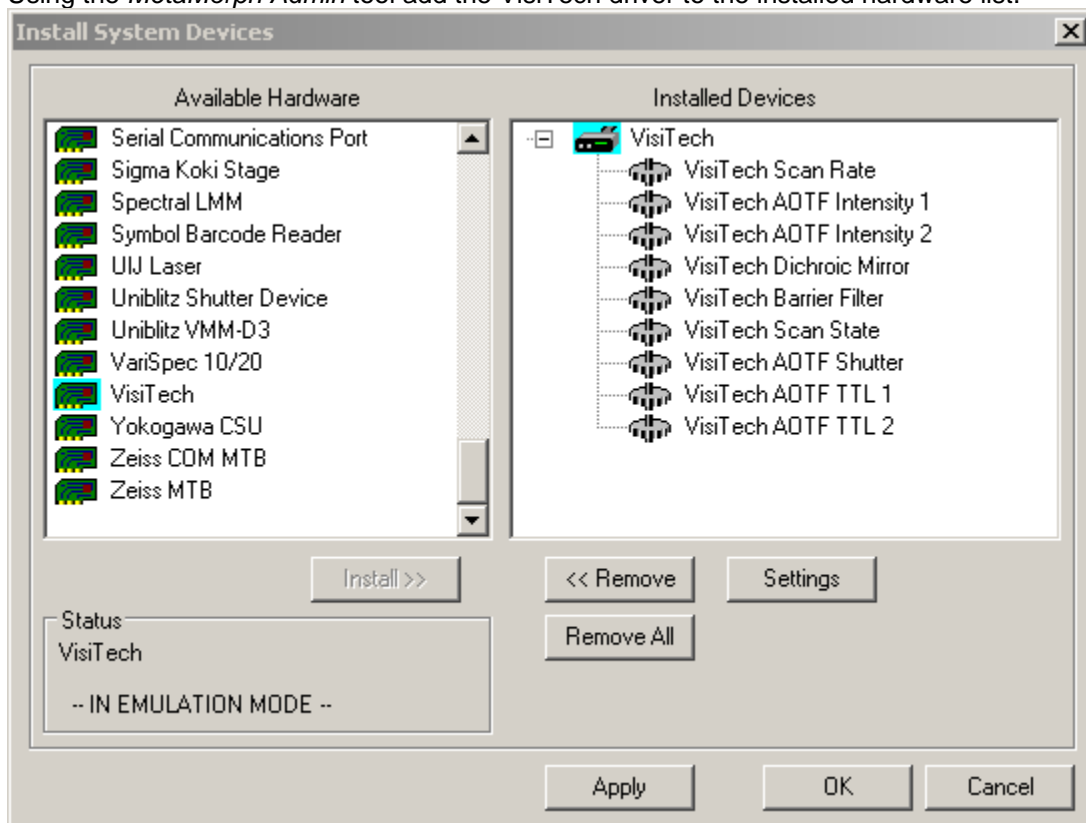 Using the MetaMorph Admin tool add the VisiTech driver to the installed hardware list:
Install System Devices
Available Hardware
Serial Communications Port
Sigma Koki Stage
Spectral LMM
Symbol Barcode Reader
UIJ Laser
Uniblitz Shutter Device
Uniblitz VMM-D3
VariSpec 10/20
VisiTech
Yokogawa CSU
Zeiss COM MTB
Zeiss MTB
Install >>
Status
VisiTech
-- IN EMULATION MODE --
Installed Devices
VisiTech
VisiTech Scan Rate
VisiTech AOTF Intensity 1
VisiTech AOTF Intensity 2
VisiTech Dichroic Mirror
VisiTech Barrier Filter
VisiTech Scan State
VisiTech AOTF Shutter
VisiTech AOTF TTL 1
VisiTech AOTF TTL 2
<< Remove
Settings
Remove All
Apply
OK
Cancel